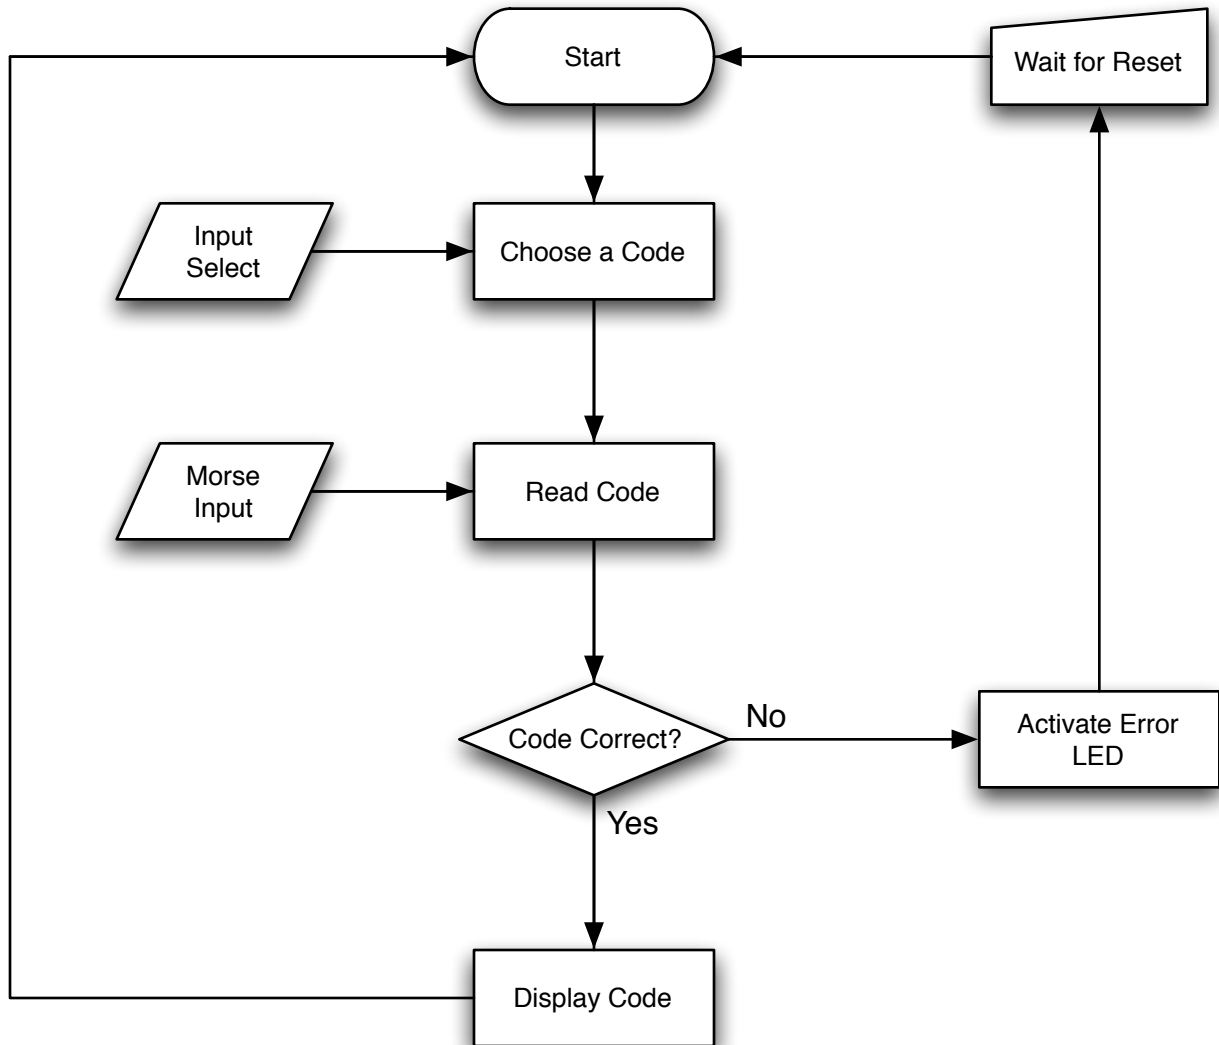 Start
Wait for Reset
Input
Select
Choose a Code
Morse
Input
Read Code
Code Correct?
No
Activate Error
LED
Yes
Display Code